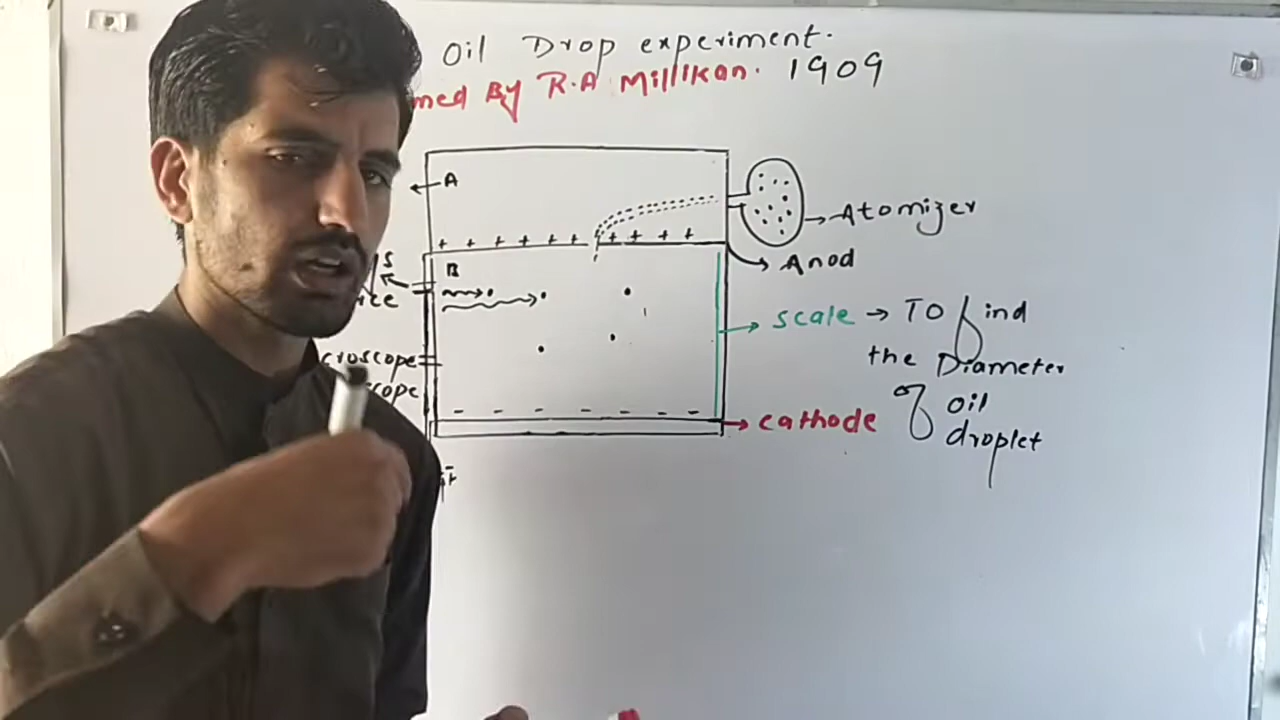 Oil Drop experiment.
med By R.A Millikan. 1909
A
Atomizer
+ + + + + + + + +
Anod
B
scale → To find
the Diameter
of oil
droplet
croscope
cope
- - - - - - -
cathode